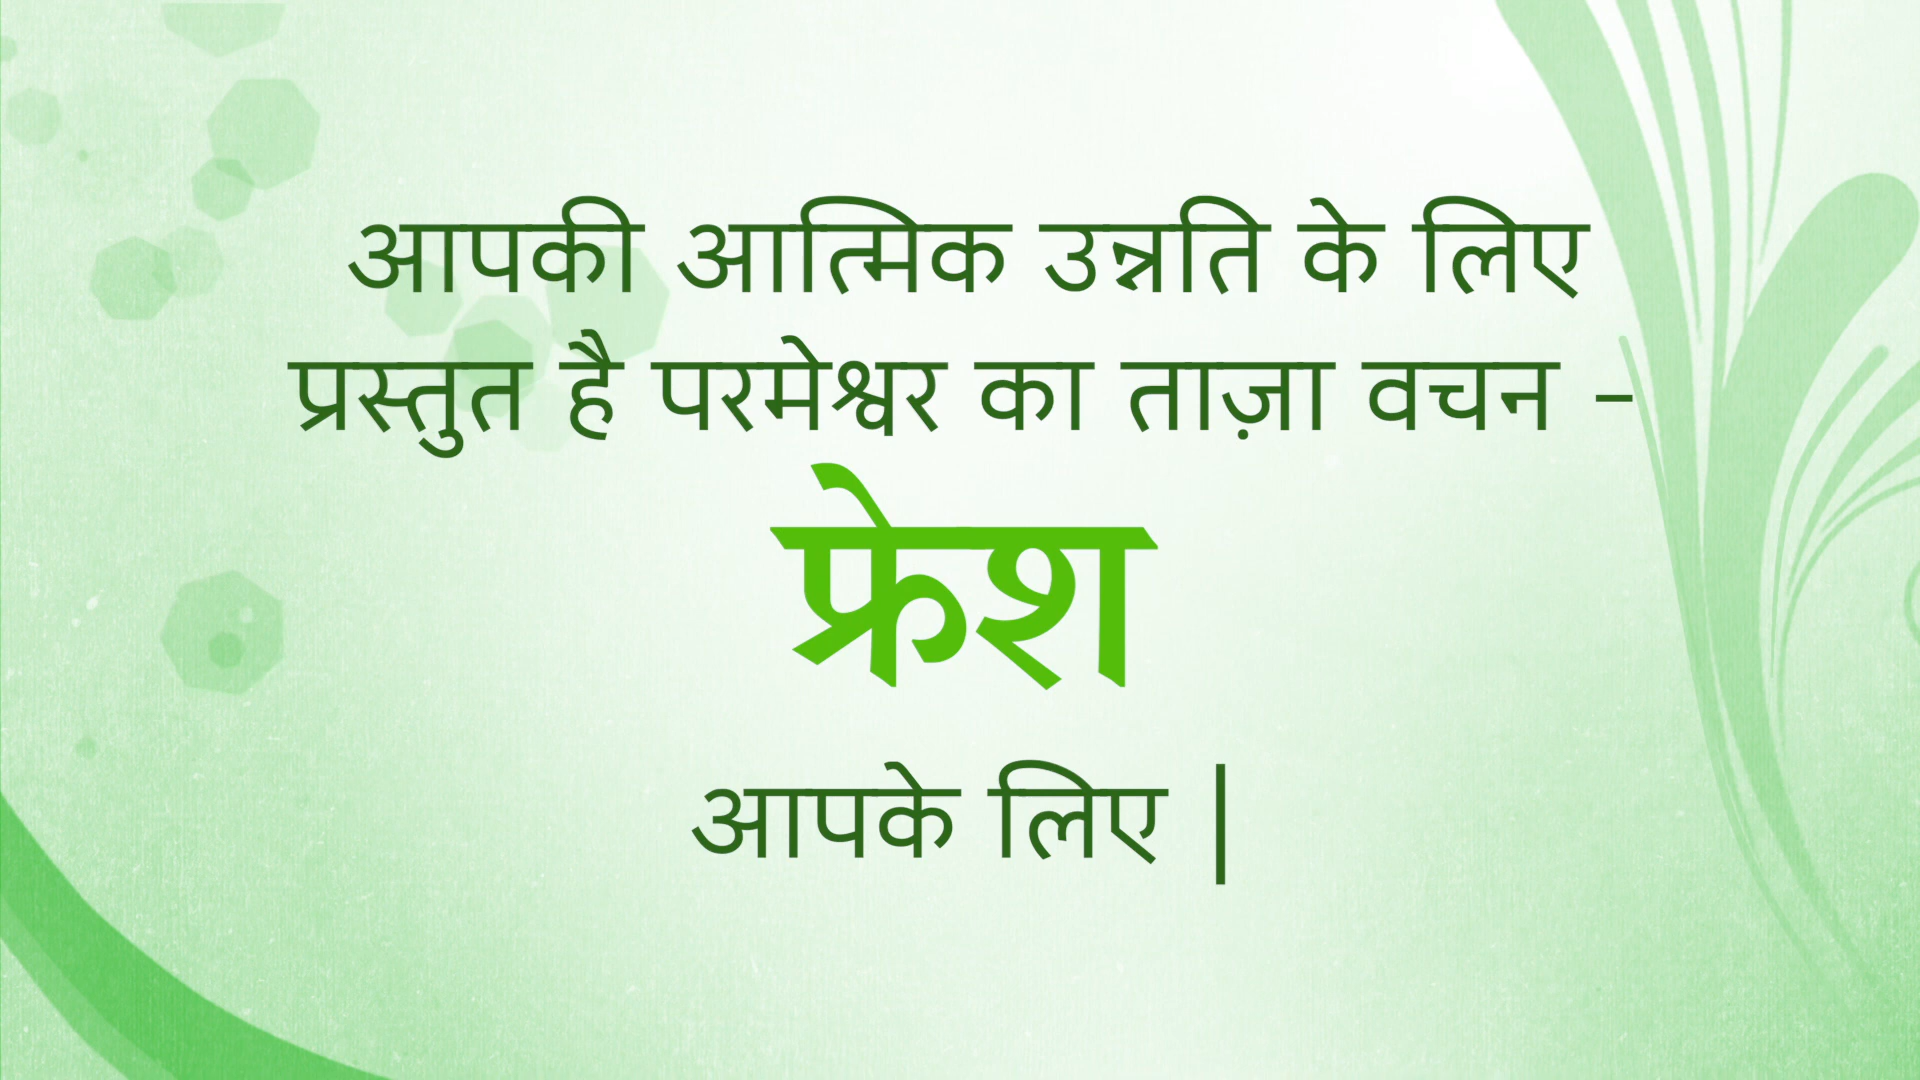 आपकी आत्मिक उन्नति के लिए
प्रस्तुत है परमेश्वर का ताज़ा वचन –
फ्रेश
आपके लिए |